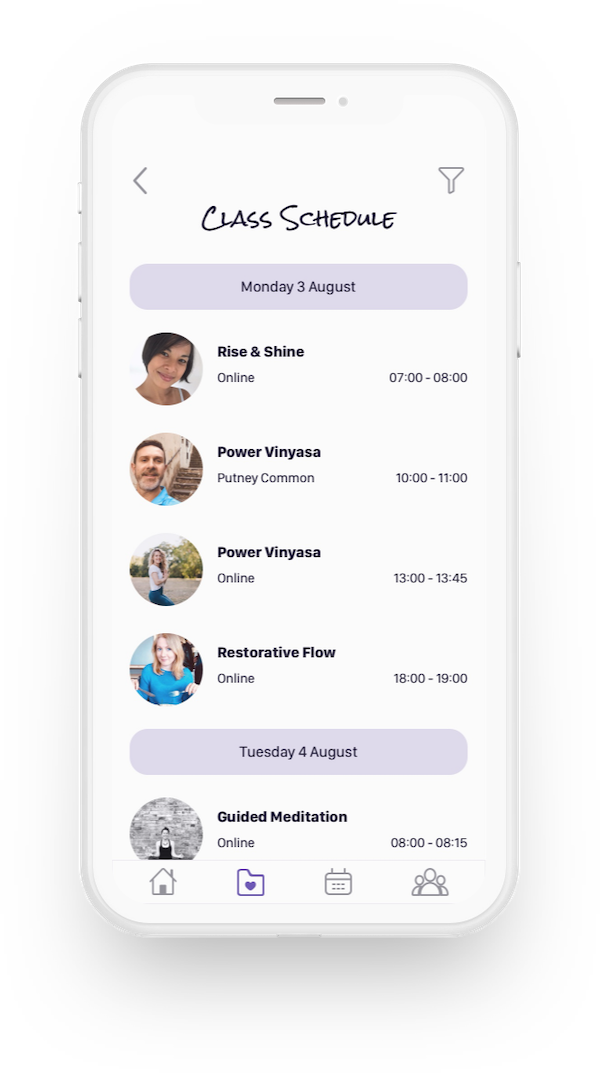 Class Schedule
Monday 3 August
Rise & Shine
Online 07:00 - 08:00
Power Vinyasa
Putney Common 10:00 - 11:00
Power Vinyasa
Online 13:00 - 13:45
Restorative Flow
Online 18:00 - 19:00
Tuesday 4 August
Guided Meditation
Online 08:00 - 08:15